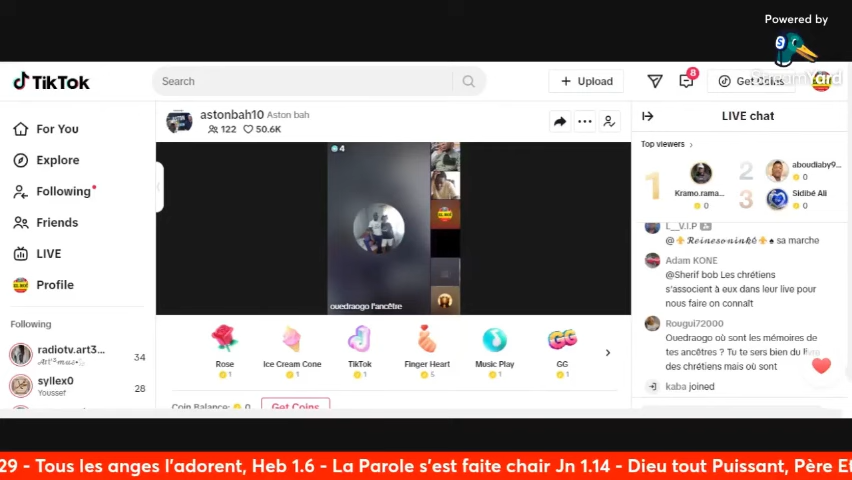 Powered by
StreamYard
TikTok
Search
+ Upload
8
Get Coins
For You
Explore
Following
Friends
LIVE
Profile
Following
radiotv.art3...
34
syllex0
Youssef
28
astonbah10 Aston bah
122 50.6K
4
ouedraogo l'ancêtre
Rose
1
Ice Cream Cone
1
TikTok
1
Finger Heart
5
Music Play
1
GG
GG
1
Coin Balance: 0 Get Coins
LIVE chat
Top viewers >
1
Kramo.rama...
0
2
aboudiaby9...
0
3
Sidibé Ali
0
L__V.I.P
@⚜️𝓡𝓮𝓲𝓷𝓮𝓼𝓸𝓷𝓲𝓷𝓴é⚜️♠ sa marche
Adam KONE
@Sherif bob Les chrétiens
s'associent à eux dans leur live pour
nous faire on connaît
Rougui72000
Ouedraogo où sont les mémoires de
tes ancêtres ? Tu te sers bien du
des chrétiens mais où sont
kaba joined
29 - Tous les anges l'adorent, Heb 1.6 - La Parole s'est faite chair Jn 1.14 - Dieu tout Puissant, Père Et